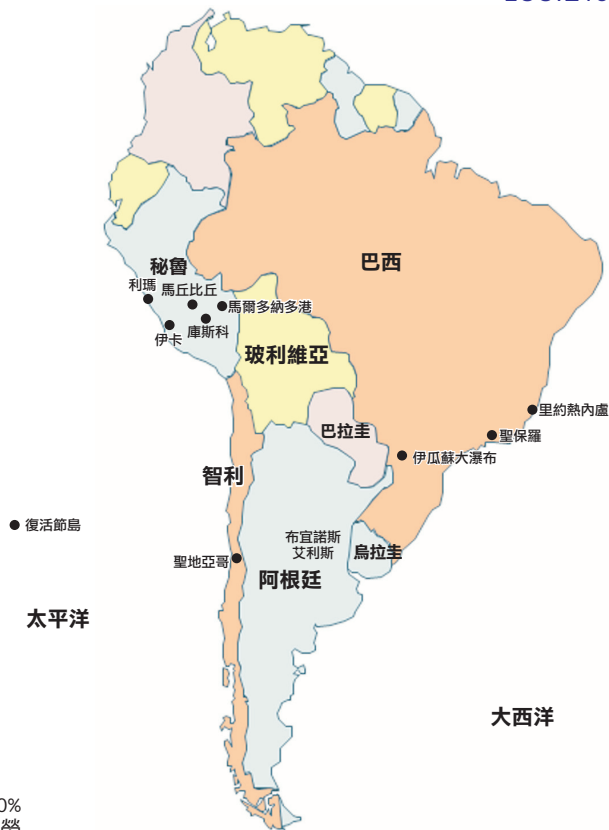 秘魯
巴西
利瑪
馬丘比丘
馬爾多納多港
伊卡
庫斯科
玻利維亞
里約熱內盧
巴拉圭
聖保羅
伊瓜蘇大瀑布
智利
復活節島
布宜諾斯
艾利斯
烏拉圭
聖地亞哥
阿根廷
太平洋
大西洋
0%